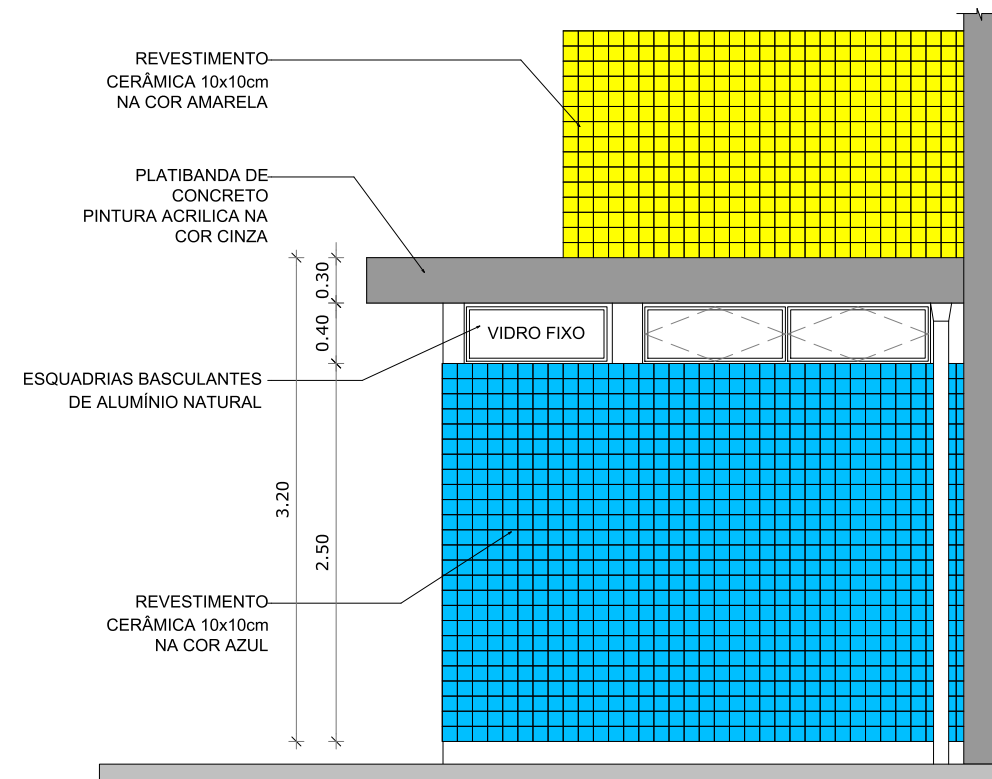 REVESTIMENTO
CERÂMICA 10x10cm
NA COR AMARELA
PLATIBANDA DE
CONCRETO
PINTURA ACRILICA NA
COR CINZA
0.30
0.40
VIDRO FIXO
ESQUADRIAS BASCULANTES
DE ALUMÍNIO NATURAL
3.20
2.50
REVESTIMENTO
CERÂMICA 10x10cm
NA COR AZUL